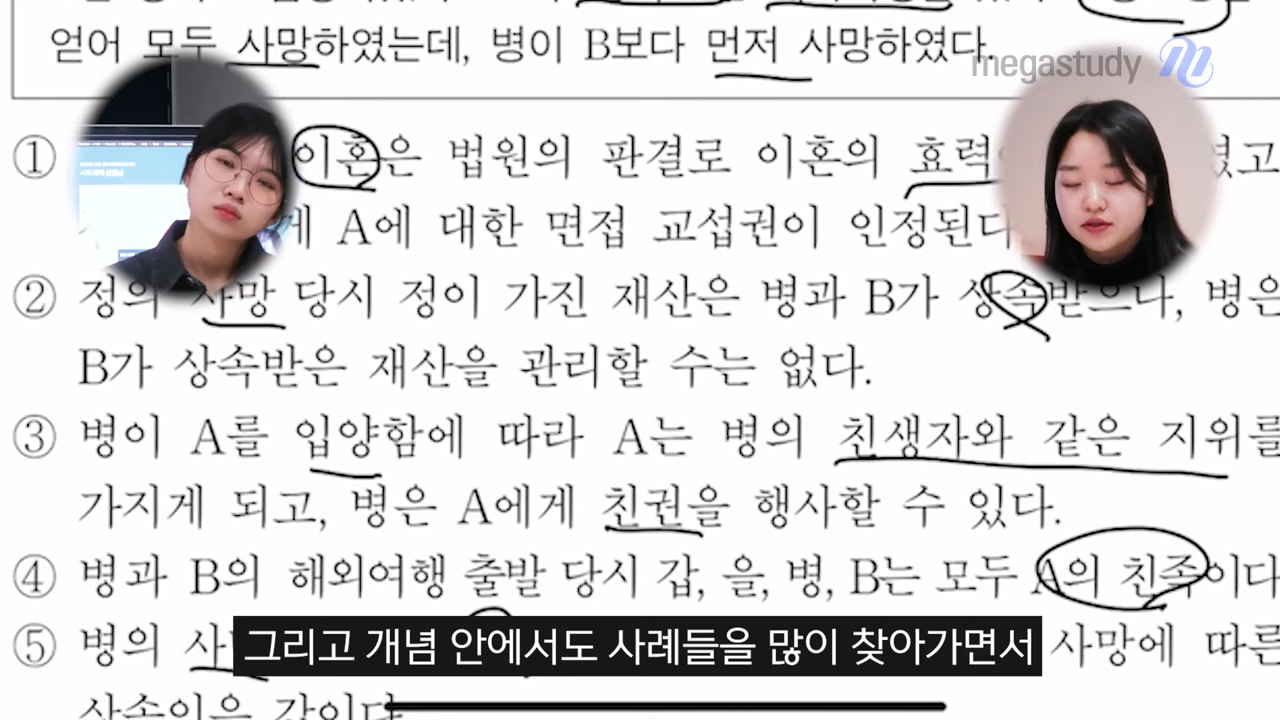 얻어 모두 사망하였는데, 병이 B보다 먼저 사망하였다.
megastudy
① 이혼은 법원의 판결로 이혼의 효력
A에 대한 면접 교섭권이 인정된다
② 정의 사망 당시 정이 가진 재산은 병과 B가 상속받으나, 병은
B가 상속받은 재산을 관리할 수는 없다.
③ 병이 A를 입양함에 따라 A는 병의 친생자와 같은 지위를
가지게 되고, 병은 A에게 친권을 행사할 수 있다.
④ 병과 B의 해외여행 출발 당시 갑, 을, 병, B는 모두 A의 친족이다
⑤ 병의 사망에 따른
그리고 개념 안에서도 사례들을 많이 찾아가면서